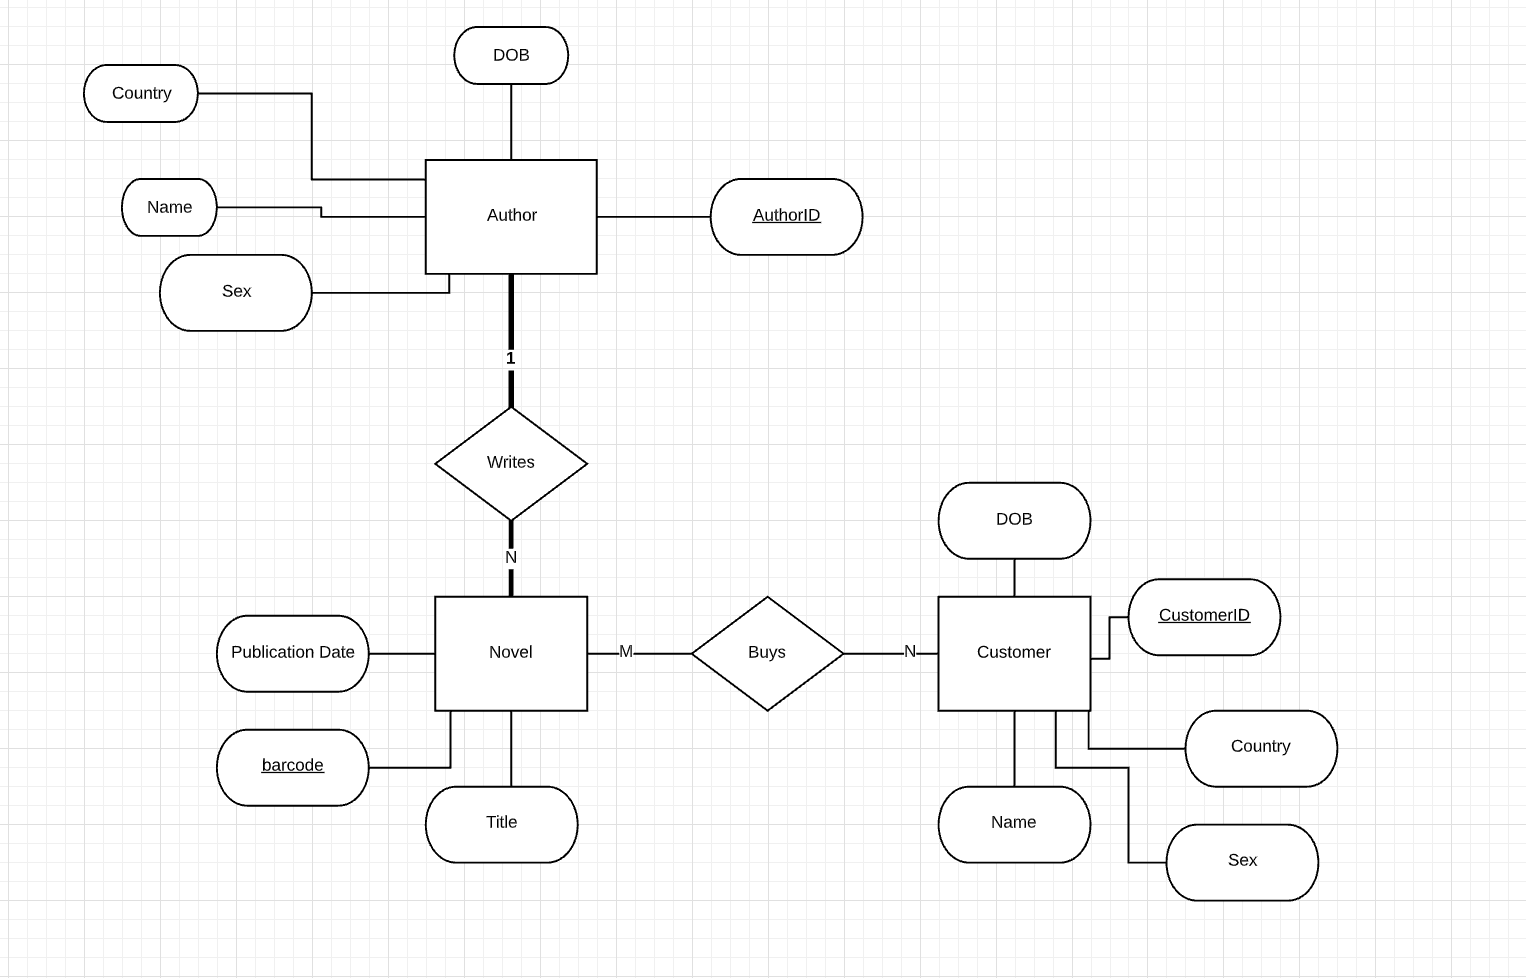 DOB
Country
Name
Author
AuthorID
Sex
1
Writes
N
DOB
CustomerID
Publication Date
Novel
M
Buys
N
Customer
Country
barcode
Title
Name
Sex